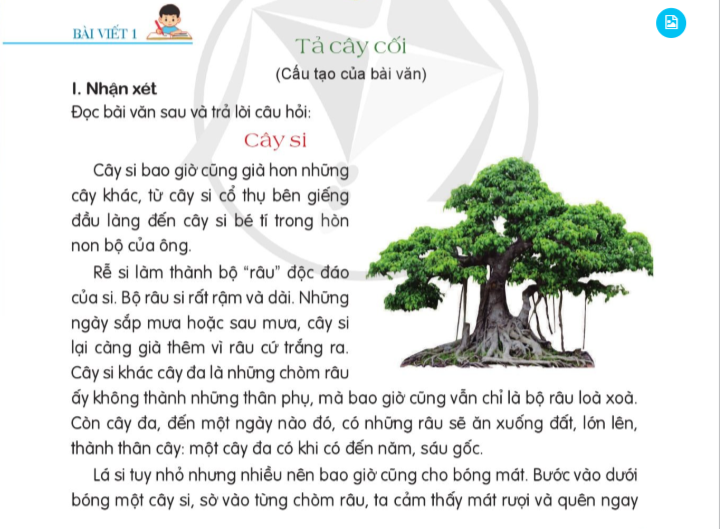 BÀI VIẾT 1
Tả cây cối
(Cấu tạo của bài văn)
I. Nhận xét
Đọc bài văn sau và trả lời câu hỏi:
Cây si
Cây si bao giờ cũng già hơn những
cây khác, từ cây si cổ thụ bên giếng
đầu làng đến cây si bé tí trong hòn
non bộ của ông.
Rễ si làm thành bộ “râu” độc đáo
của si. Bộ râu si rất rậm và dài. Những
ngày sắp mưa hoặc sau mưa, cây si
lại càng già thêm vì râu cứ trắng ra.
Cây si khác cây đa là những chòm râu
ấy không thành những thân phụ, mà bao giờ cũng vẫn chỉ là bộ râu loà xoà.
Còn cây đa, đến một ngày nào đó, có những râu sẽ ăn xuống đất, lớn lên,
thành thân cây: một cây đa có khi có đến năm, sáu gốc.
Lá si tuy nhỏ nhưng nhiều nên bao giờ cũng cho bóng mát. Bước vào dưới
bóng một cây si, sờ vào từng chòm râu, ta cảm thấy mát rượi và quên ngay